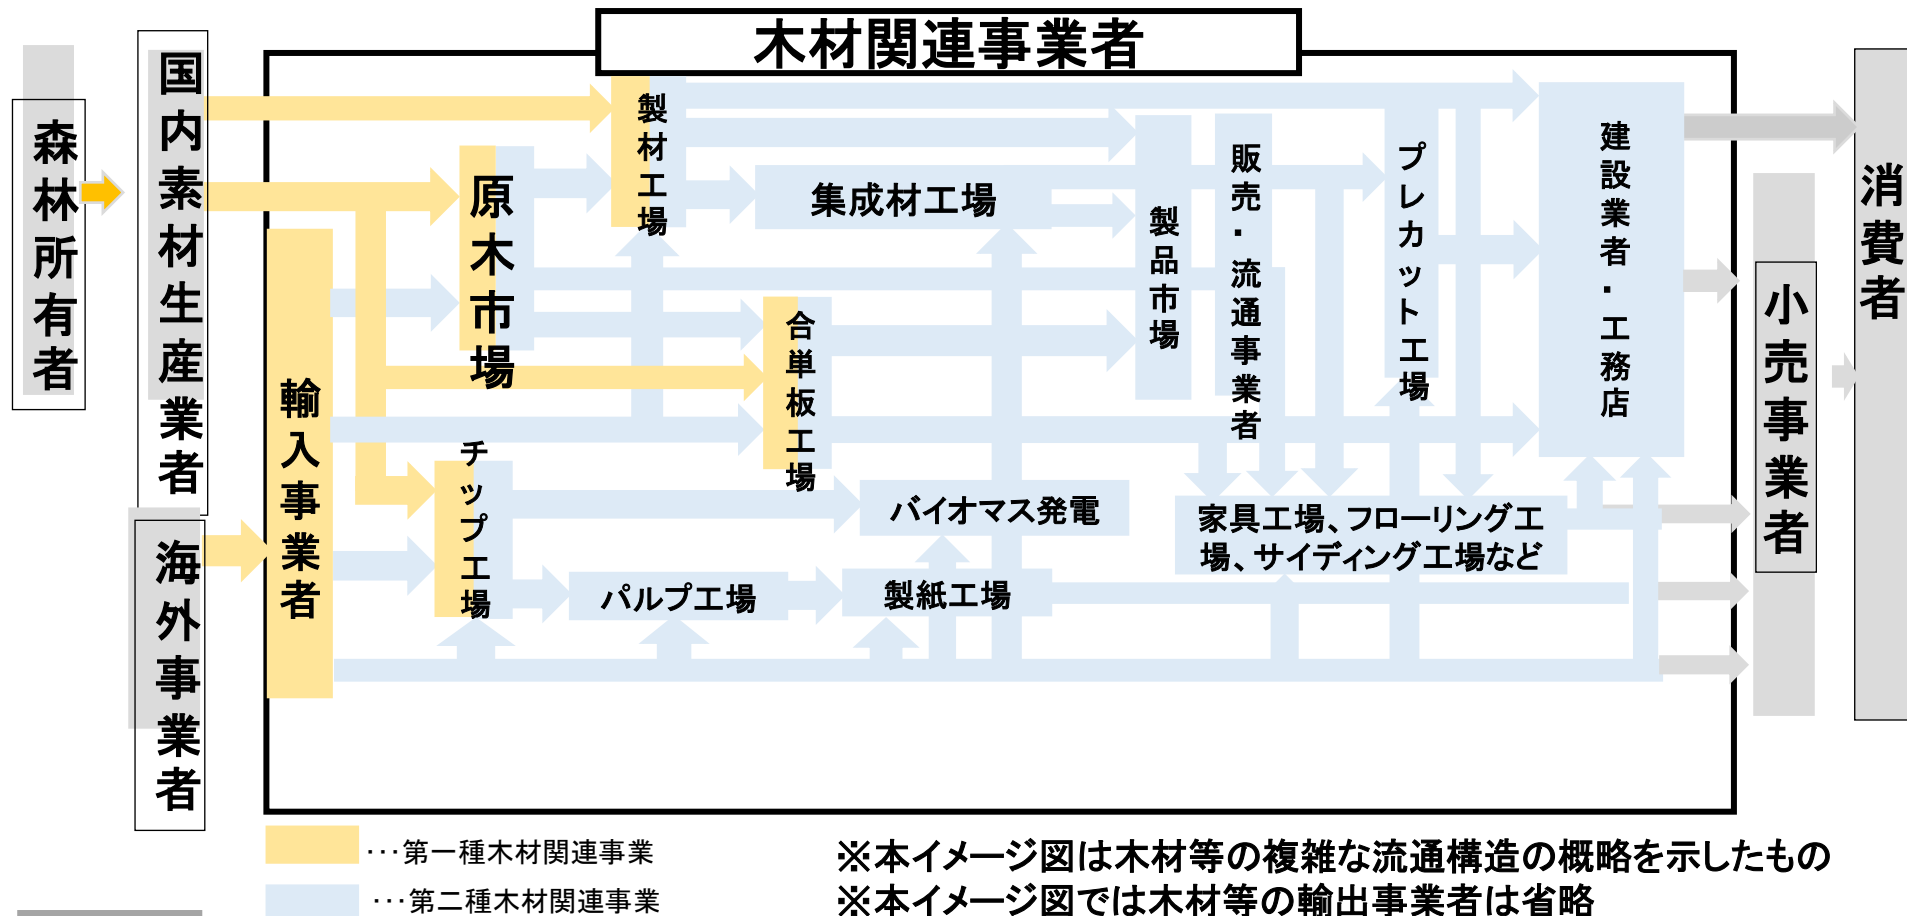 木材関連事業者
森林所有者
国内素材生産業者
海外事業者
輸入事業者
原木市場
製材工場
集成材工場
合単板工場
チップ工場
パルプ工場
製紙工場
バイオマス発電
製品市場
販売・流通事業者
プレカット工場
家具工場、フローリング工
場、サイディング工場など
建設業者・工務店
小売事業者
消費者
…第一種木材関連事業
…第二種木材関連事業
※本イメージ図は木材等の複雑な流通構造の概略を示したもの
※本イメージ図では木材等の輸出事業者は省略